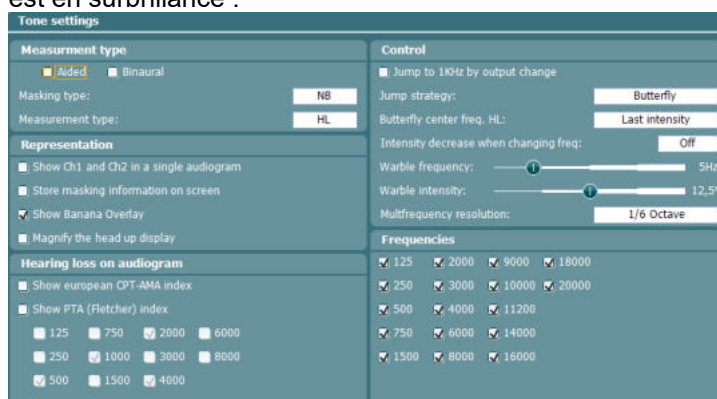 est en surbrillance :
Tone settings
Measurment type
Aided Binaural
Masking type: NB
Measurement type: HL
Representation
Show Ch1 and Ch2 in a single audiogram
Store masking information on screen
Show Banana Overlay
Magnify the head up display
Hearing loss on audiogram
Show european CPT-AMA index
Show PTA (Fletcher) index
125 750 2000 6000
250 1000 3000 8000
500 1500 4000
Control
Jump to 1KHz by output change
Jump strategy: Butterfly
Butterfly center freq. HL: Last intensity
Intensity decrease when changing freq: Off
Warble frequency: 5Hz
Warble intensity: 12,5
Multfrequency resolution: 1/6 Octave
Frequencies
125 2000 9000 18000
250 3000 10000 20000
500 4000 11200
750 6000 14000
1500 8000 16000